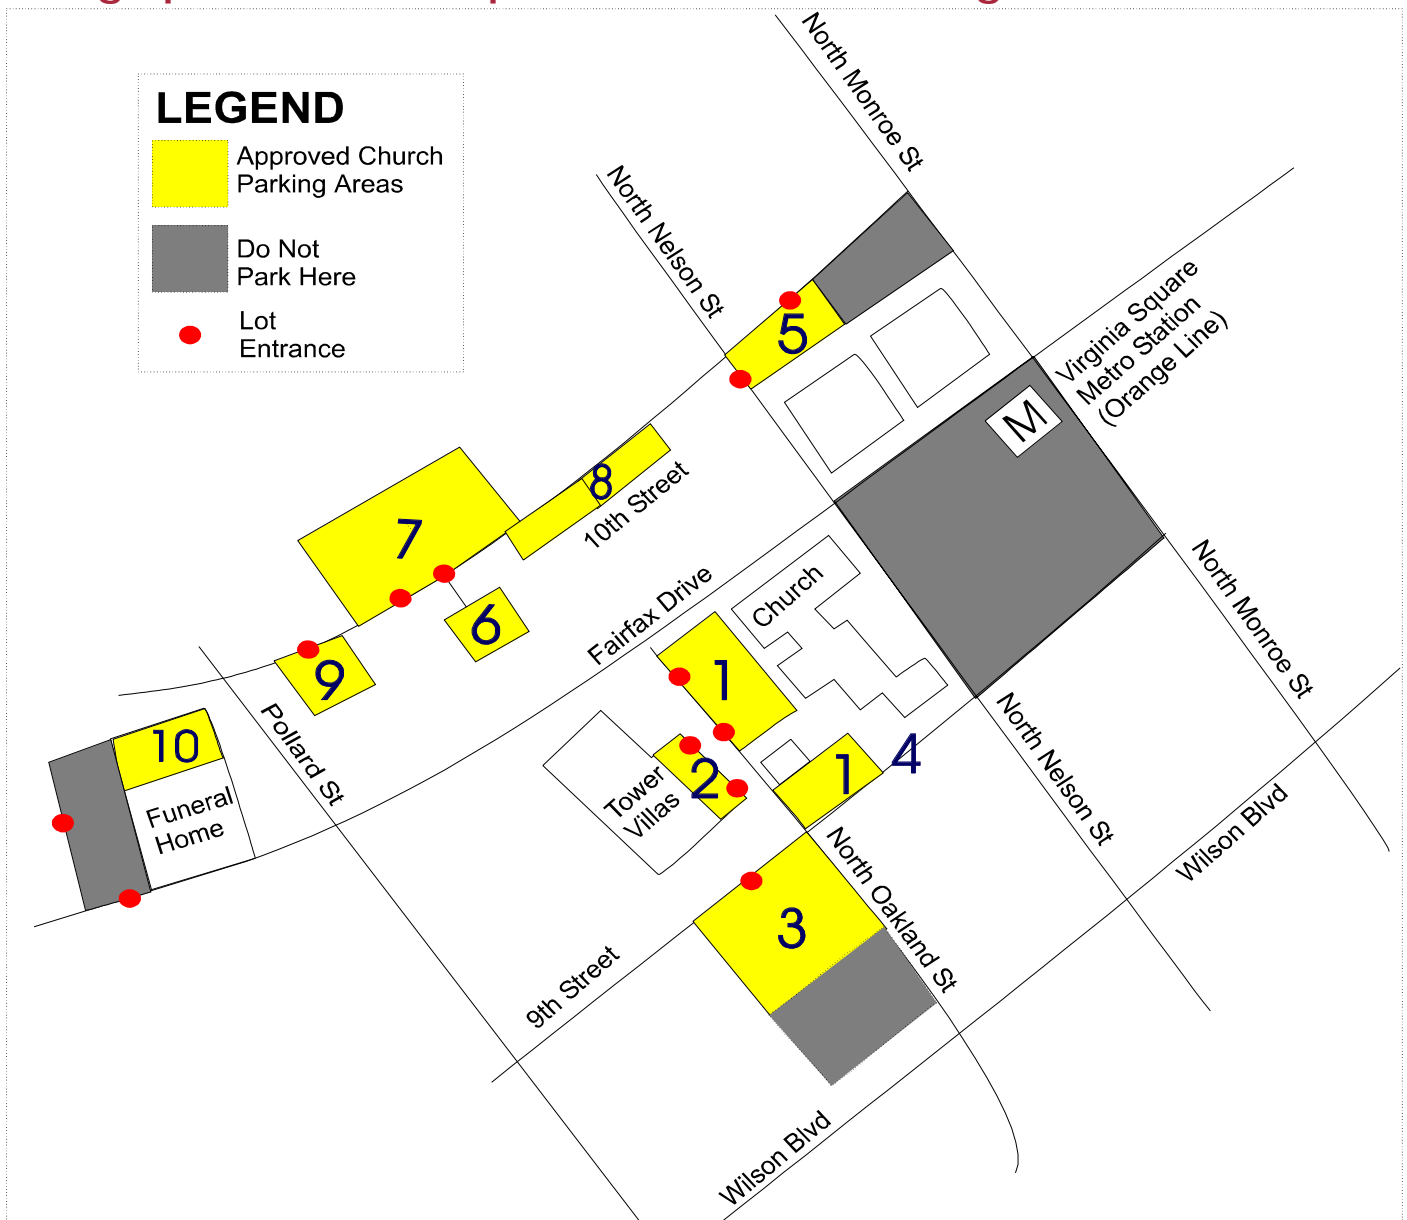 LEGEND
Approved Church
Parking Areas
Do Not
Park Here
Lot
Entrance
North Monroe St
North Nelson St
Virginia Square
Metro Station
(Orange Line)
M
5
8
10th Street
7
6
9
Fairfax Drive
Church
1
North Monroe St
10
Funeral
Home
Pollard St
Tower
Villas
2
1
4
North Nelson St
Wilson Blvd
3
North Oakland St
9th Street
Wilson Blvd